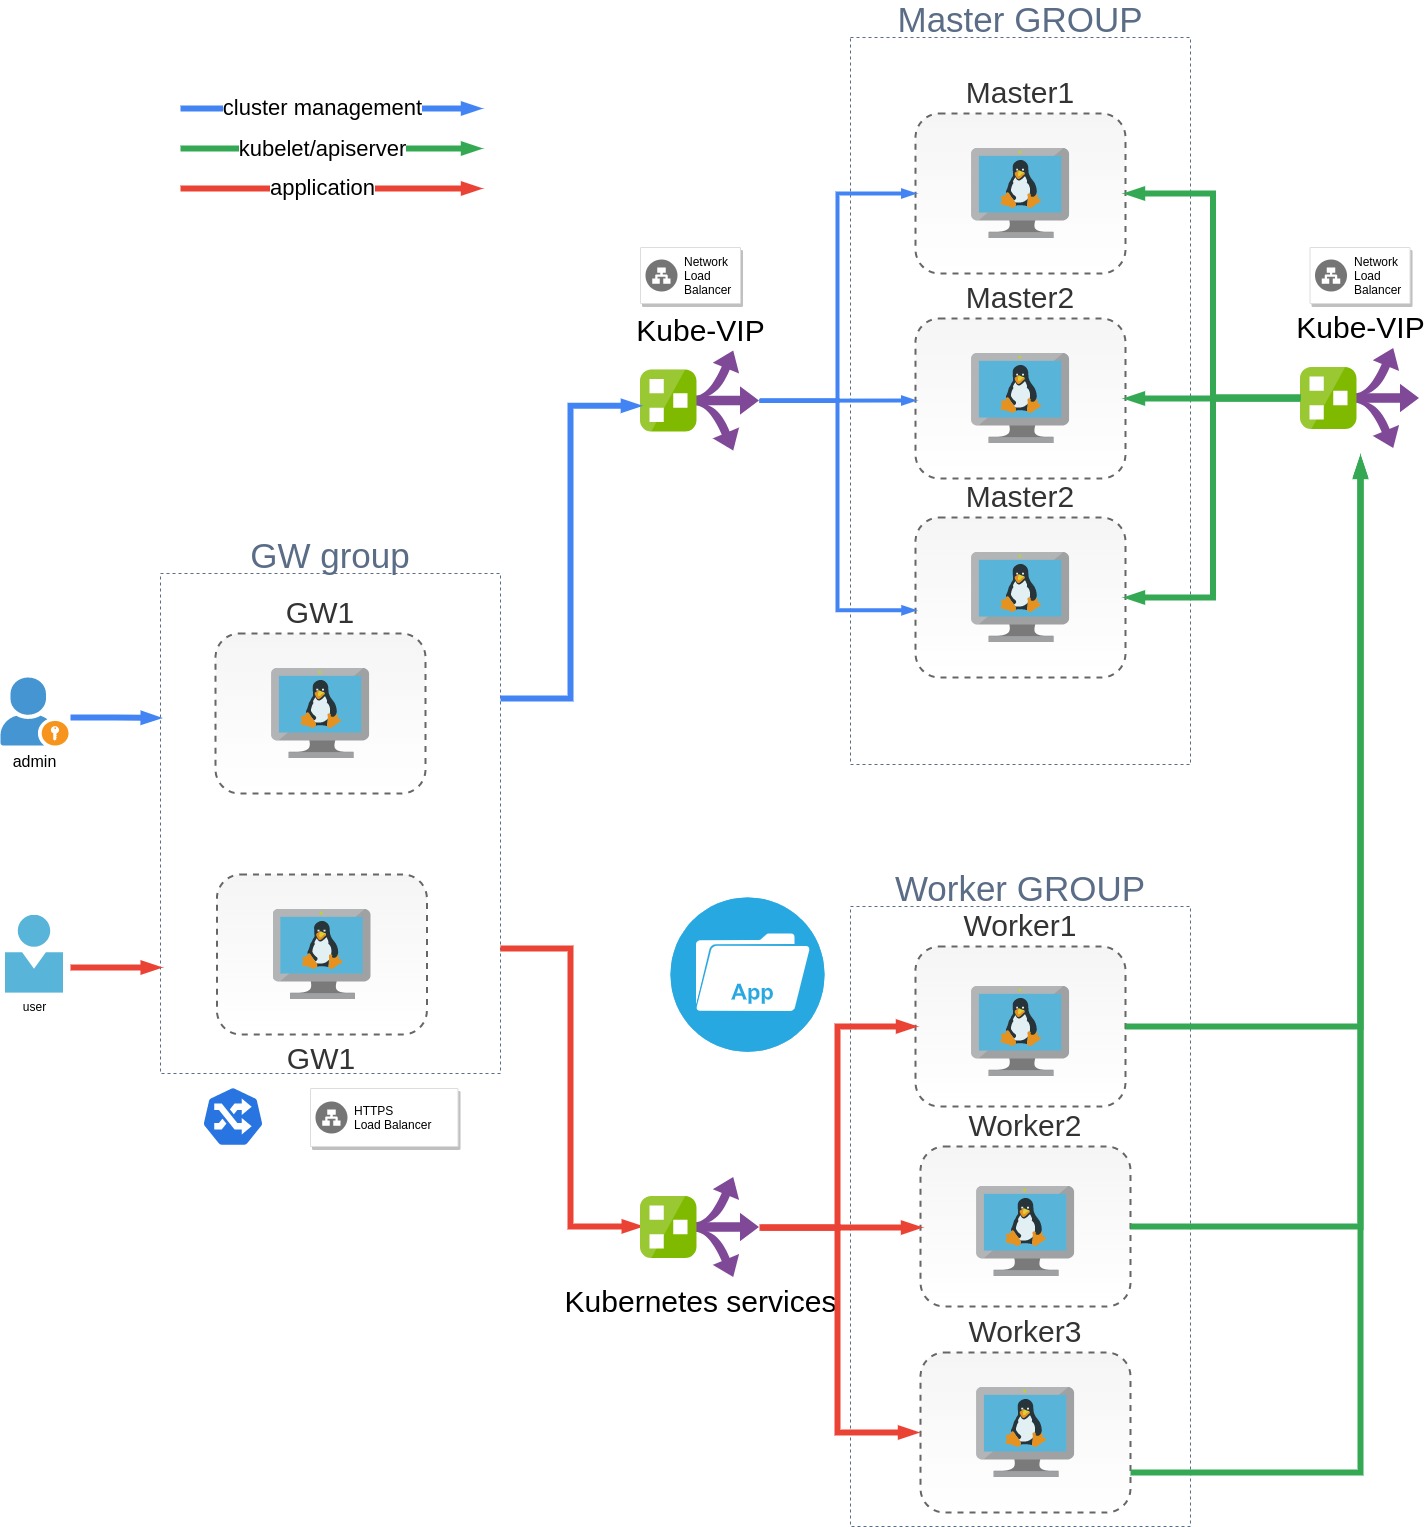 Master GROUP
Master1
cluster management
kubelet/apiserver
application
Network
Load
Balancer
Kube-VIP
Master2
Network
Load
Balancer
Kube-VIP
Master2
GW group
GW1
admin
user
GW1
HTTPS
Load Balancer
App
Worker GROUP
Worker1
Worker2
Kubernetes services
Worker3